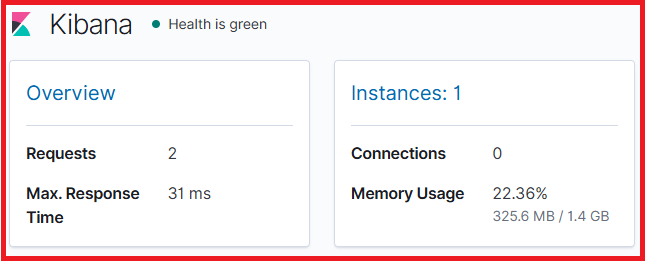 Kibana Health is green
Overview
Requests 2
Max. Response Time 31 ms
Instances: 1
Connections 0
Memory Usage 22.36%
325.6 MB / 1.4 GB